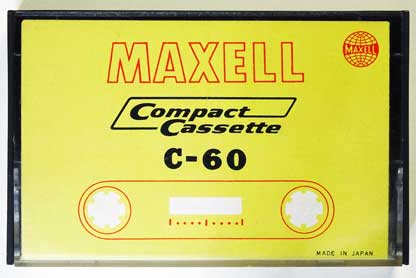 MAXELL
MAXELL
Compact
Cassette
C-60
MADE IN JAPAN